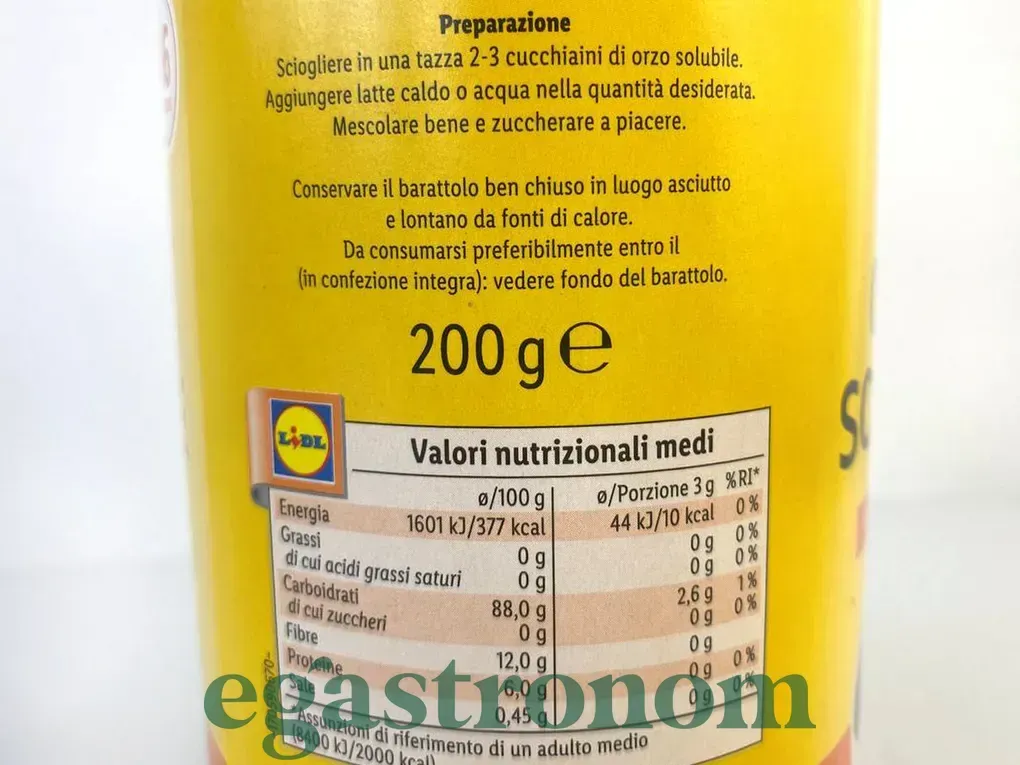 Preparazione
Sciogliere in una tazza 2-3 cucchiaini di orzo solubile.
Aggiungere latte caldo o acqua nella quantità desiderata.
Mescolare bene e zuccherare a piacere.
Conservare il barattolo ben chiuso in luogo asciutto
e lontano da fonti di calore.
Da consumarsi preferibilmente entro il
(in confezione integra): vedere fondo del barattolo.
200 g ℮
LIDL
Valori nutrizionali medi
ø/100 g ø/Porzione 3 g %RI*
Energia 1601 kJ/377 kcal 44 kJ/10 kcal 0%
Grassi 0 g 0 g 0%
di cui acidi grassi saturi 0 g 0 g 0%
Carboidrati 88,0 g 2,6 g 1%
di cui zuccheri 0 g 0 g 0%
Fibre 12,0 g 0 g
Proteine 6,0 g 0 g 0%
Sale 0,45 g 0 g 0%
*Assunzioni di riferimento di un adulto medio
(8400 kJ/2000 kcal)
egastronom